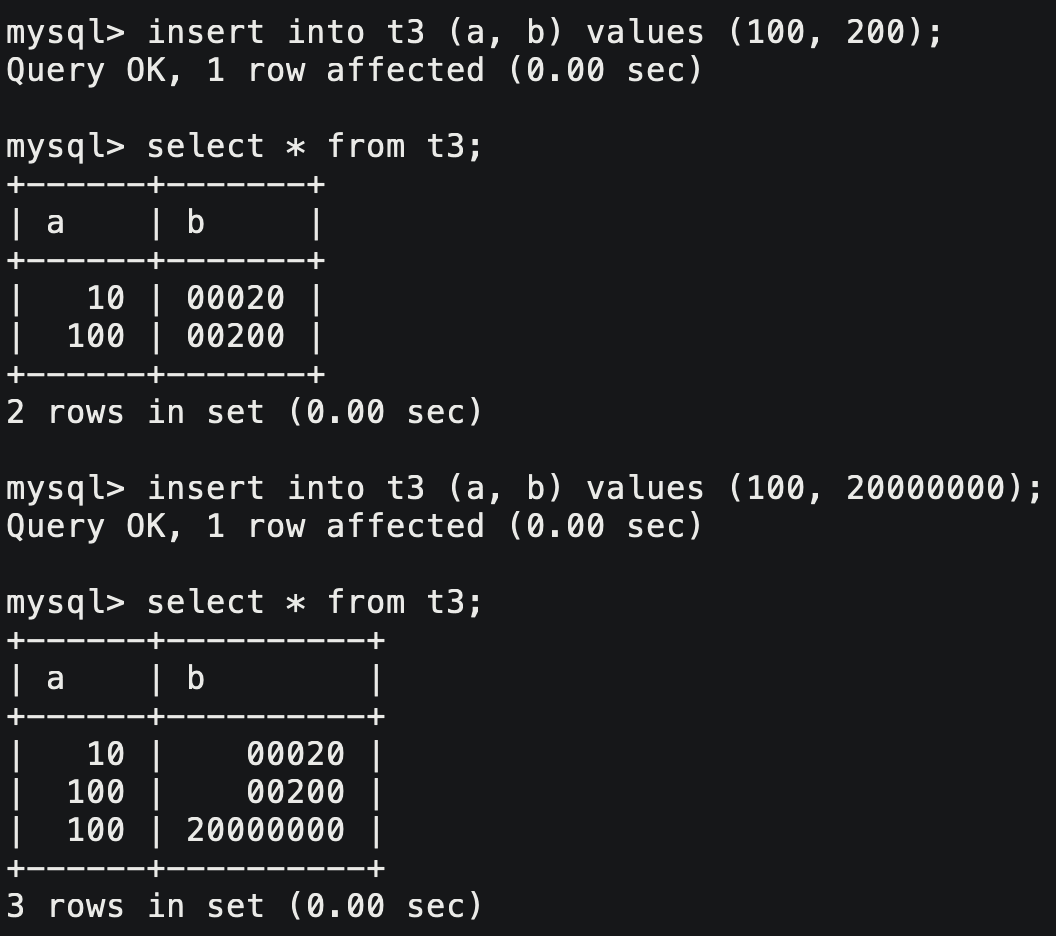 mysql> insert into t3 (a, b) values (100, 200);
Query OK, 1 row affected (0.00 sec)

mysql> select * from t3;
+------+-------+
| a    | b     |
+------+-------+
|   10 | 00020 |
|  100 | 00200 |
+------+-------+
2 rows in set (0.00 sec)

mysql> insert into t3 (a, b) values (100, 20000000);
Query OK, 1 row affected (0.00 sec)

mysql> select * from t3;
+------+----------+
| a    | b        |
+------+----------+
|   10 |    00020 |
|  100 |    00200 |
|  100 | 20000000 |
+------+----------+
3 rows in set (0.00 sec)